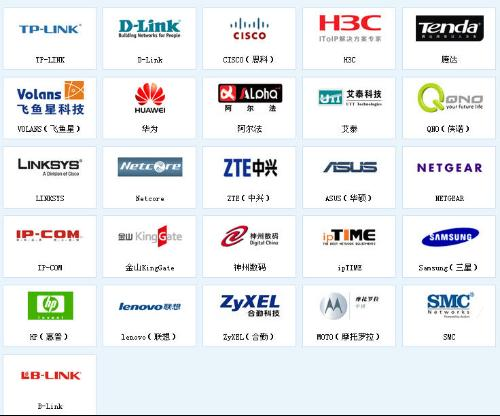 TP-LINK
D-Link
Building Networks for People
CISCO
H3C
IToIP解决方案专家
Tenda
TP-LINK
D-Link
CISCO(思科)
H3C
腾达
Volans
飞鱼星科技
HUAWEI
Aloha
阿尔法
艾泰科技
UTT Technologies
QNO
your future life
VOLANS(飞鱼星)
华为
阿尔法
艾泰
QNO(侠诺)
LINKSYS
A Division of Cisco
Netcore
ZTE中兴
ASUS
NETGEAR
LINKSYS
Netcore
ZTE(中兴)
ASUS(华硕)
NETGEAR
IP-COM
金山KingGate
神州数码
Digital China
ipTIME
SAMSUNG
IP-COM
金山KingGate
神州数码
ipTIME
Samsung(三星)
hp
invent
lenovo联想
ZyXEL
合勤科技
摩托罗拉
SMC
Networks
HP(惠普)
lenovo(联想)
ZyXEL(合勤)
MOTO(摩托罗拉)
SMC
B-LINK
B-Link